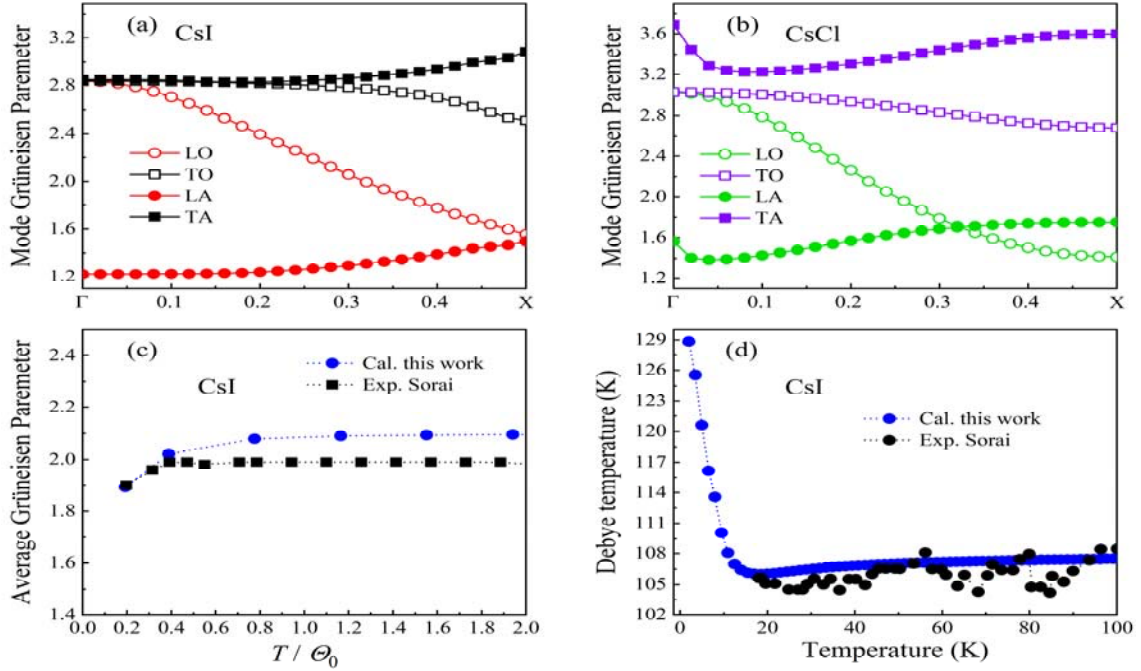 (a) CsI
Mode Grüneisen Paremeter
3.2
2.8
2.4
2.0
1.6
1.2
LO
TO
LA
TA
Γ 0.1 0.2 0.3 0.4 X
(b) CsCl
Mode Grüneisen Paremeter
3.6
3.2
2.8
2.4
2.0
1.6
1.2
LO
TO
LA
TA
Γ 0.1 0.2 0.3 0.4 X
(c)
CsI
Average Grüneisen Paremeter
2.4
2.2
2.0
1.8
1.6
1.4
Cal. this work
Exp. Sorai
0.0 0.2 0.4 0.6 0.8 1.0 1.2 1.4 1.6 1.8 2.0
T / Θ0
(d)
CsI
Debye temperature (K)
129
126
123
120
117
114
111
108
105
102
Cal. this work
Exp. Sorai
0 20 40 60 80 100
Temperature (K)